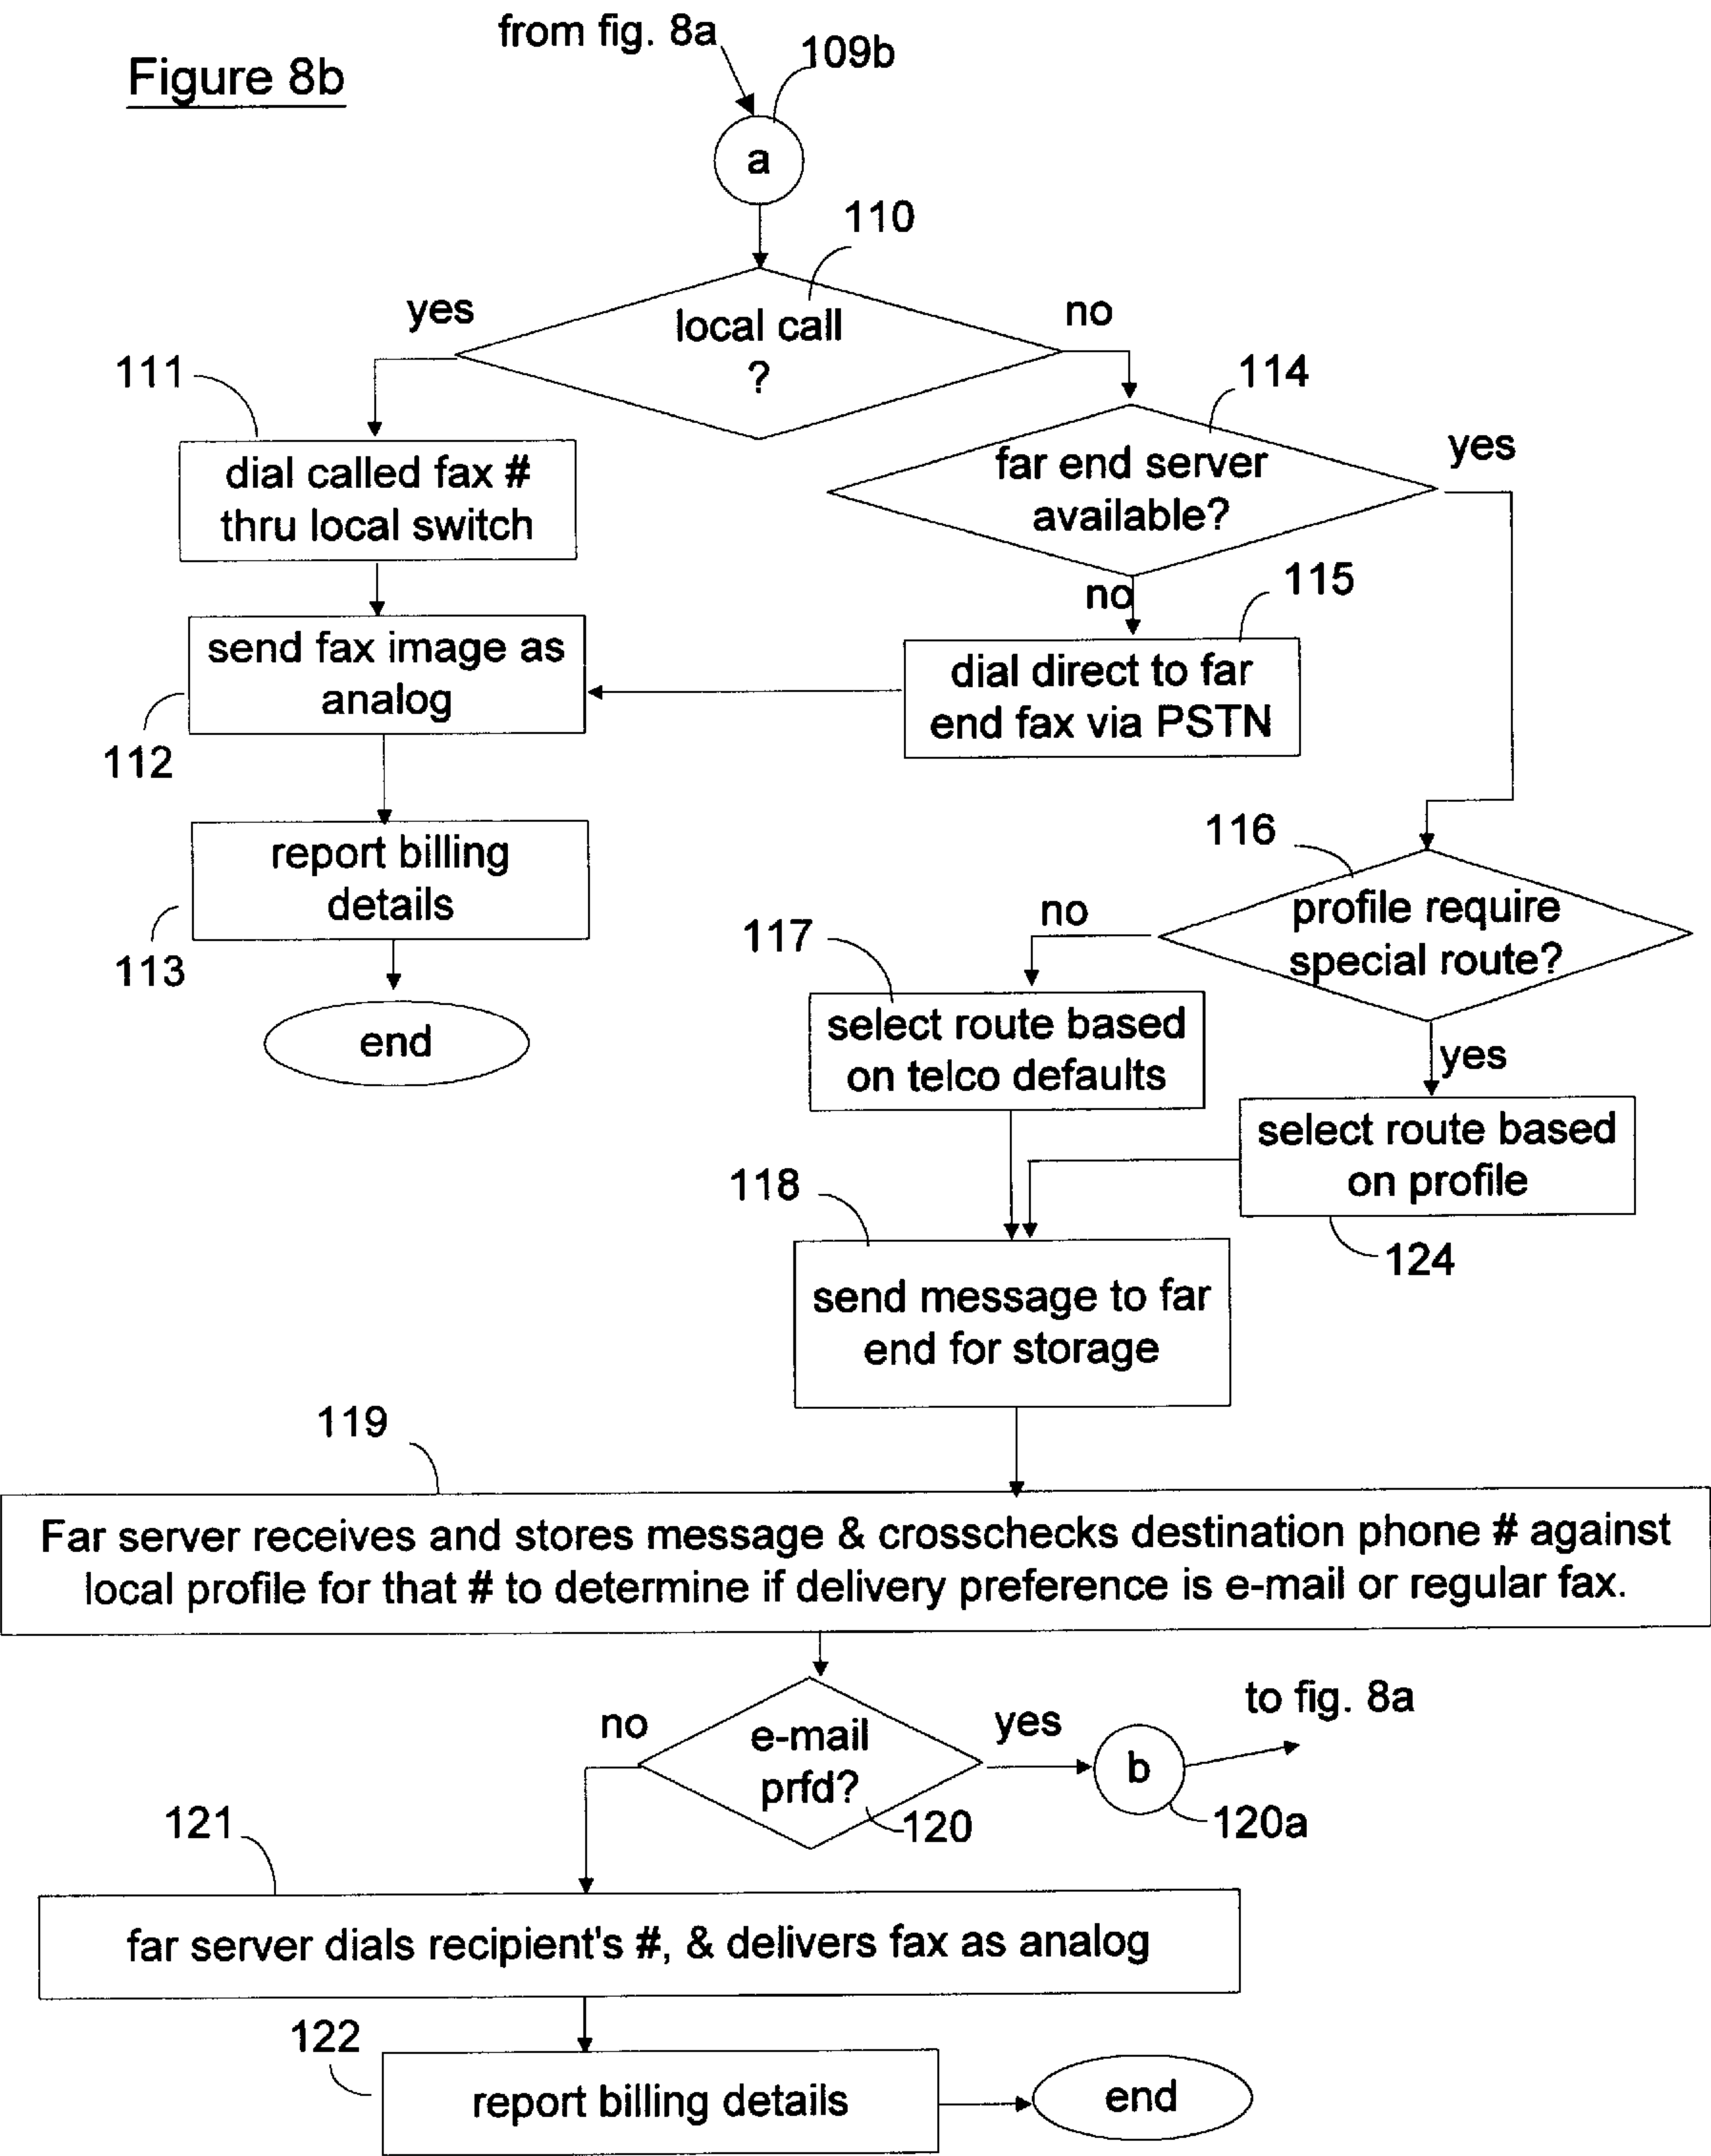 from fig. 8a
109b
Figure 8b
a
110
yes
no
local call
?
111
114
dial called fax #
thru local switch
far end server
available?
yes
no
115
send fax image as
analog
dial direct to far
end fax via PSTN
112
report billing
details
113
116
profile require
special route?
no
117
end
select route based
on telco defaults
yes
select route based
on profile
118
124
send message to far
end for storage
119
Far server receives and stores message & crosschecks destination phone # against
local profile for that # to determine if delivery preference is e-mail or regular fax.
to fig. 8a
no
yes
e-mail
prfd?
b
120
120a
121
far server dials recipient's #, & delivers fax as analog
122
report billing details
end